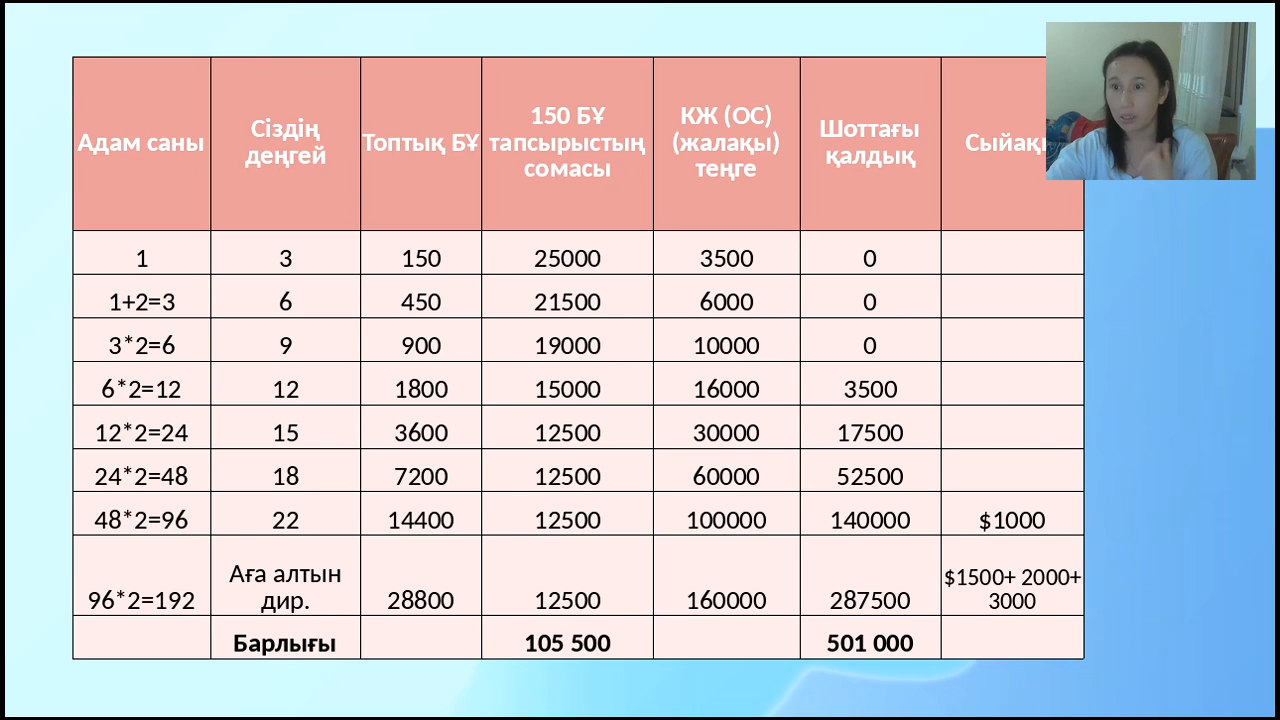 Адам саны
Сіздің
деңгей
Топтық БҰ
150 БҰ
тапсырыстың
сомасы
КЖ (ОС)
(жалақы)
теңге
Шоттағы
қалдық
1 3 150 25000 3500 0
1+2=3 6 450 21500 6000 0
3*2=6 9 900 19000 10000 0
6*2=12 12 1800 15000 16000 3500
12*2=24 15 3600 12500 30000 17500
24*2=48 18 7200 12500 60000 52500
48*2=96 22 14400 12500 100000 140000 $1000
96*2=192
Аға алтын
дир.
28800 12500 160000 287500
$1500+ 2000+
3000
Барлығы 105 500 501 000